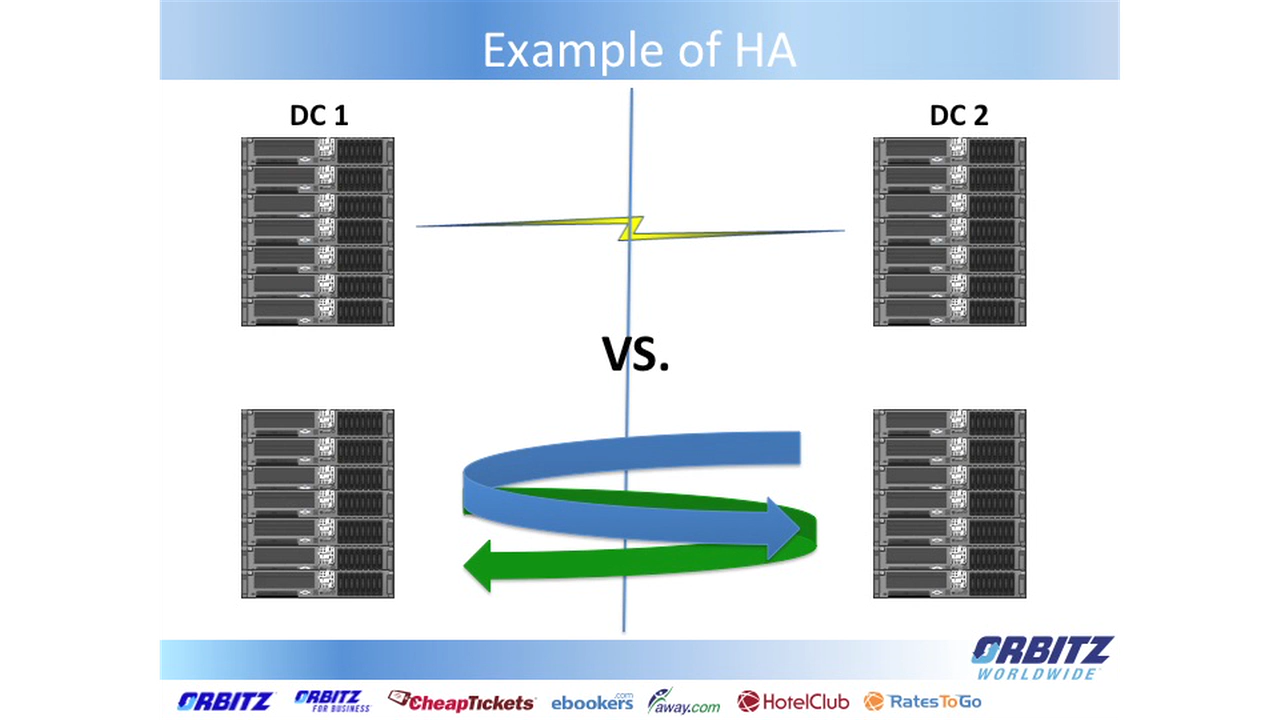 Example of HA
DC 1
DC 2
VS.
ORBITZ
WORLDWIDE
ORBITZ
ORBITZ
FOR BUSINESS
CheapTickets
ebookers.com
away.com
HotelClub
RatesToGo